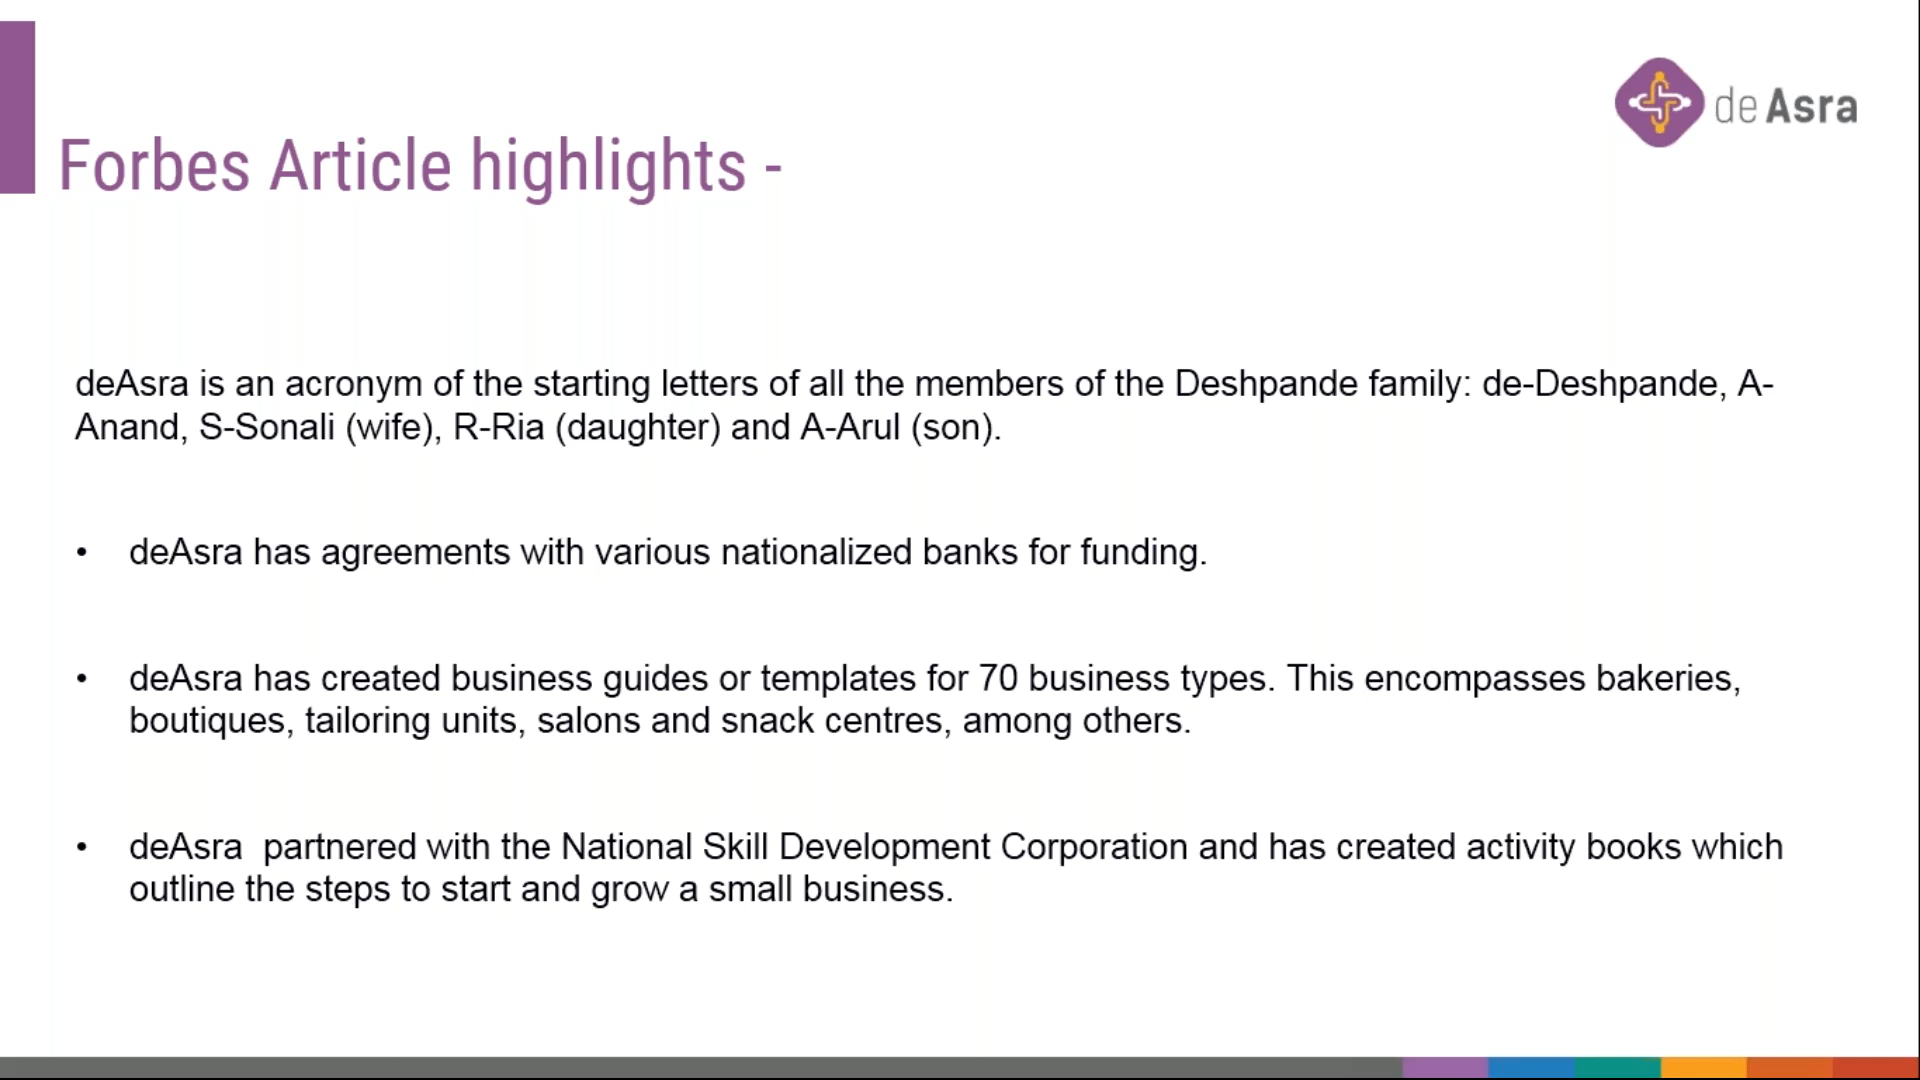 de Asra
Forbes Article highlights -
deAsra is an acronym of the starting letters of all the members of the Deshpande family: de-Deshpande, A-
Anand, S-Sonali (wife), R-Ria (daughter) and A-Arul (son).
• deAsra has agreements with various nationalized banks for funding.
• deAsra has created business guides or templates for 70 business types. This encompasses bakeries,
boutiques, tailoring units, salons and snack centres, among others.
• deAsra  partnered with the National Skill Development Corporation and has created activity books which
outline the steps to start and grow a small business.